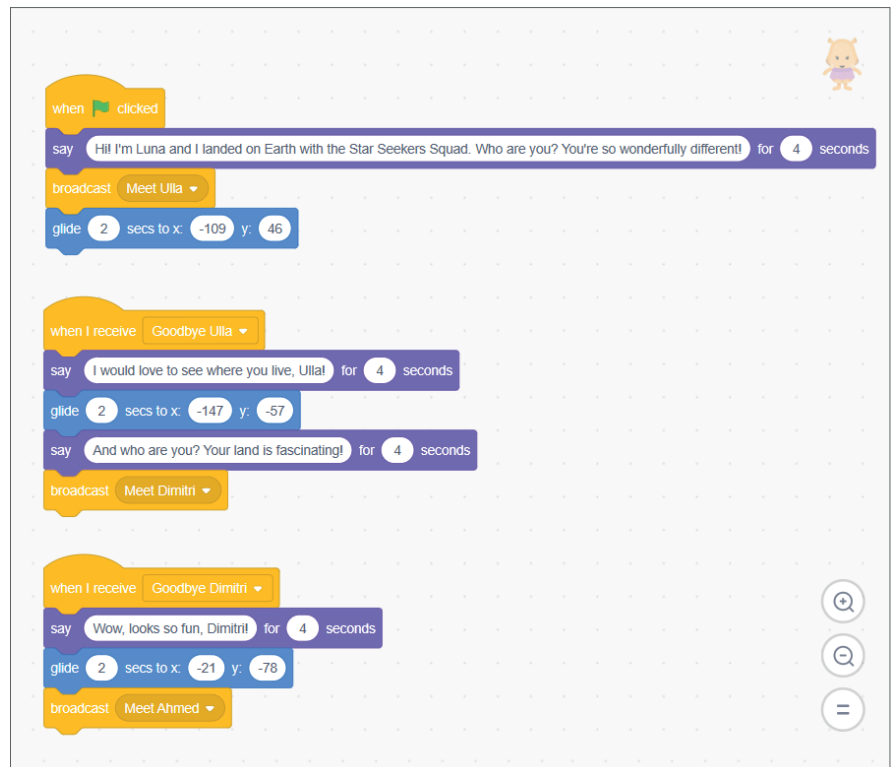 when clicked
say Hi! I'm Luna and I landed on Earth with the Star Seekers Squad. Who are you? You're so wonderfully different! for 4 seconds
broadcast Meet Ulla
glide 2 secs to x: -109 y: 46
when I receive Goodbye Ulla
say I would love to see where you live, Ulla! for 4 seconds
glide 2 secs to x: -147 y: -57
say And who are you? Your land is fascinating! for 4 seconds
broadcast Meet Dimitri
when I receive Goodbye Dimitri
say Wow, looks so fun, Dimitri! for 4 seconds
glide 2 secs to x: -21 y: -78
broadcast Meet Ahmed